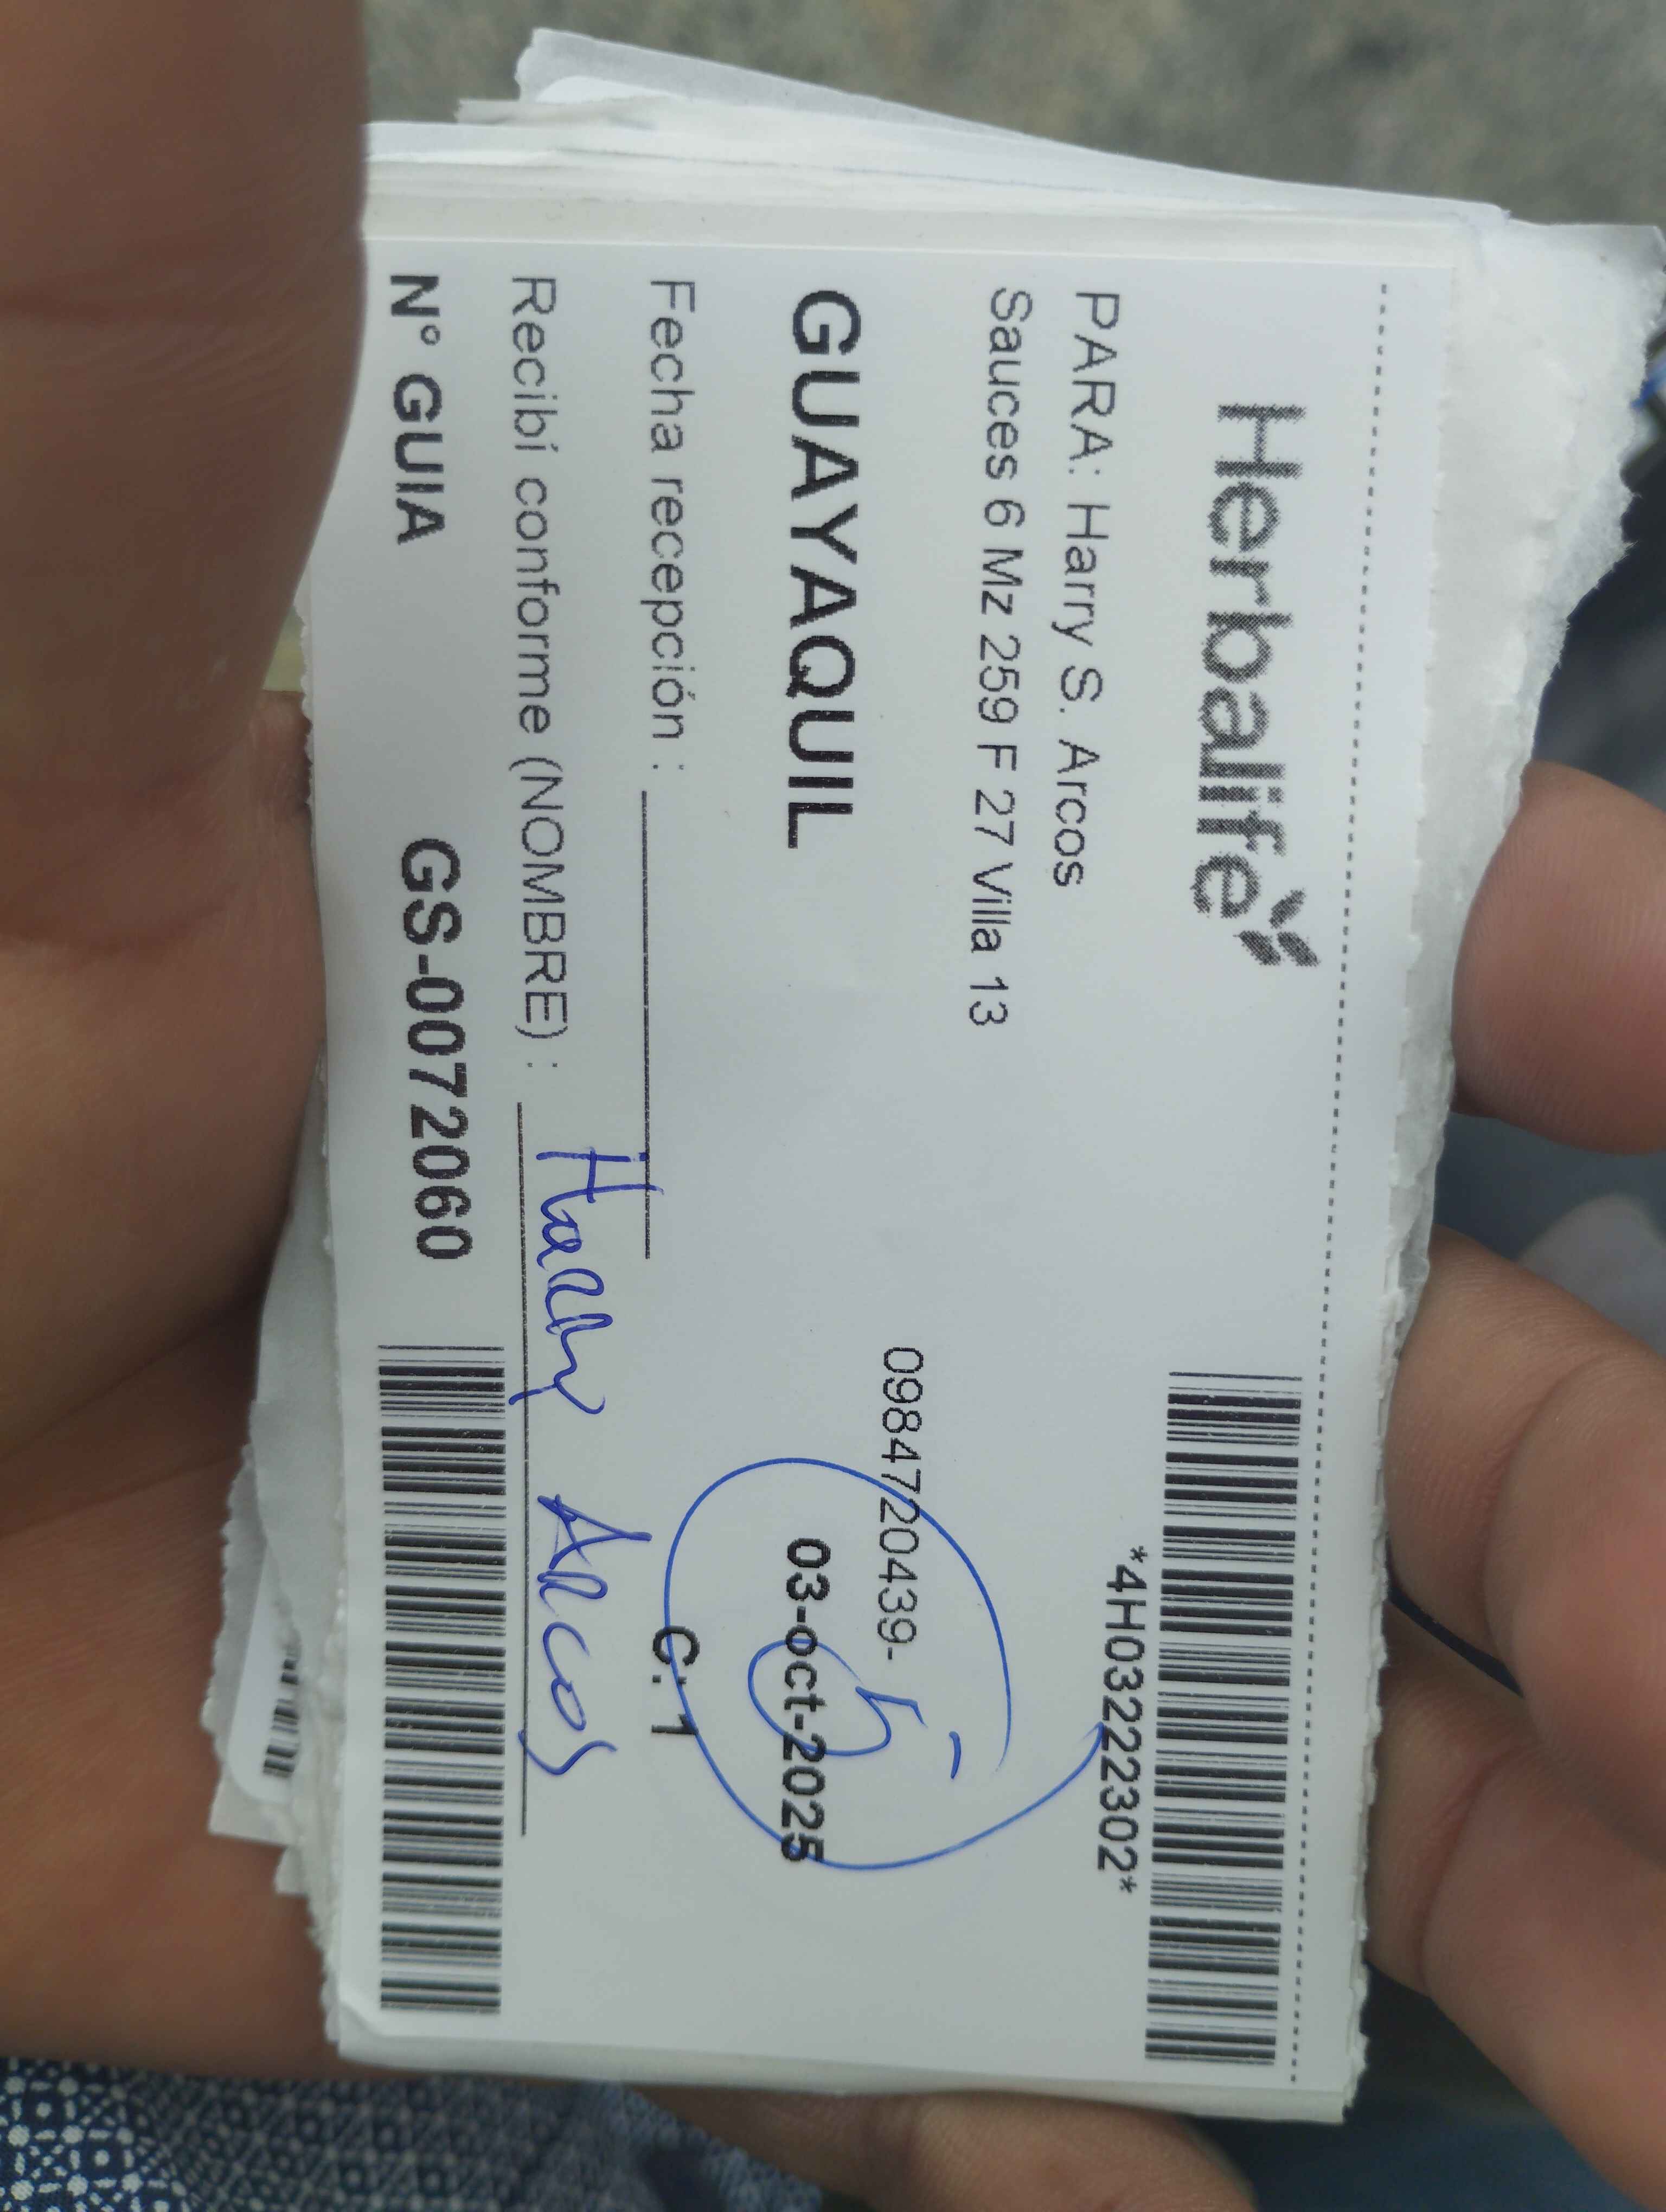 Herbalife
*4H03222302*
PARA: Harry S. Arcos
Sauces 6 Mz 259 F 27 Villa 13
0984720439-
5-
GUAYAQUIL
03-oct-2025
Fecha recepción :
C: 1
Recibí conforme (NOMBRE) : Harry Arcos
N° GUIA GS-0072060